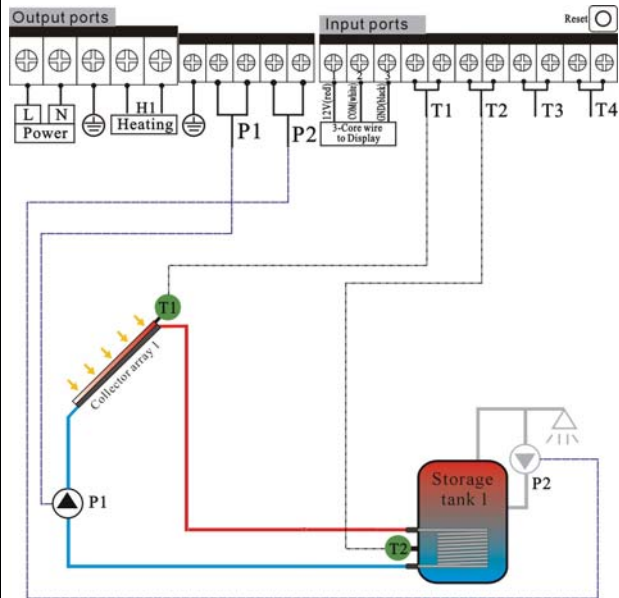 Output ports
Input ports
Reset
L N
Power
H1
Heating
P1
P2
12V(red)
COM(white)
GND(black)
3-Core wire
to Display
T1
T2
T3
T4
T1
Collector array 1
P1
Storage
tank 1
P2
T2